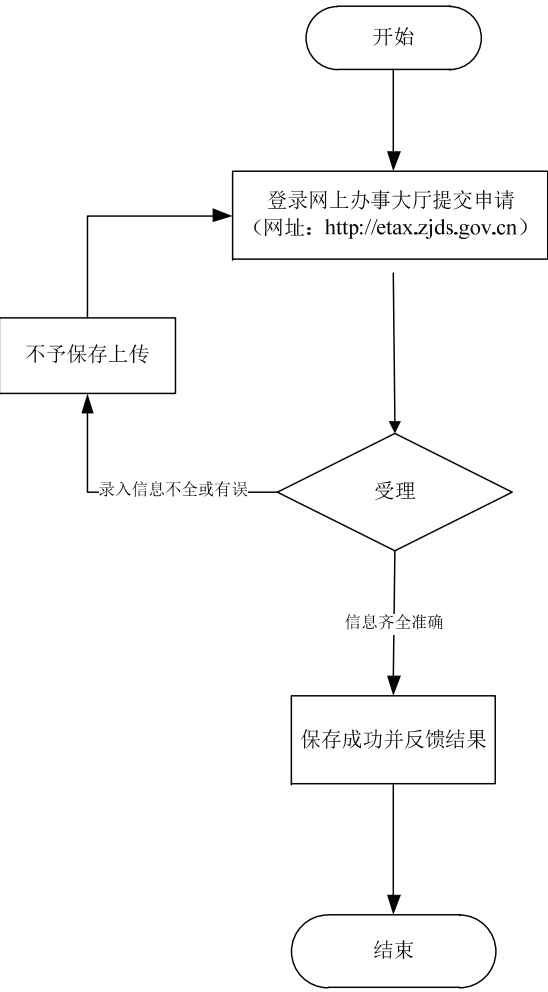 开始
登录网上办事大厅提交申请
（网址：http://etax.zjds.gov.cn）
不予保存上传
录入信息不全或有误
受理
信息齐全准确
保存成功并反馈结果
结束